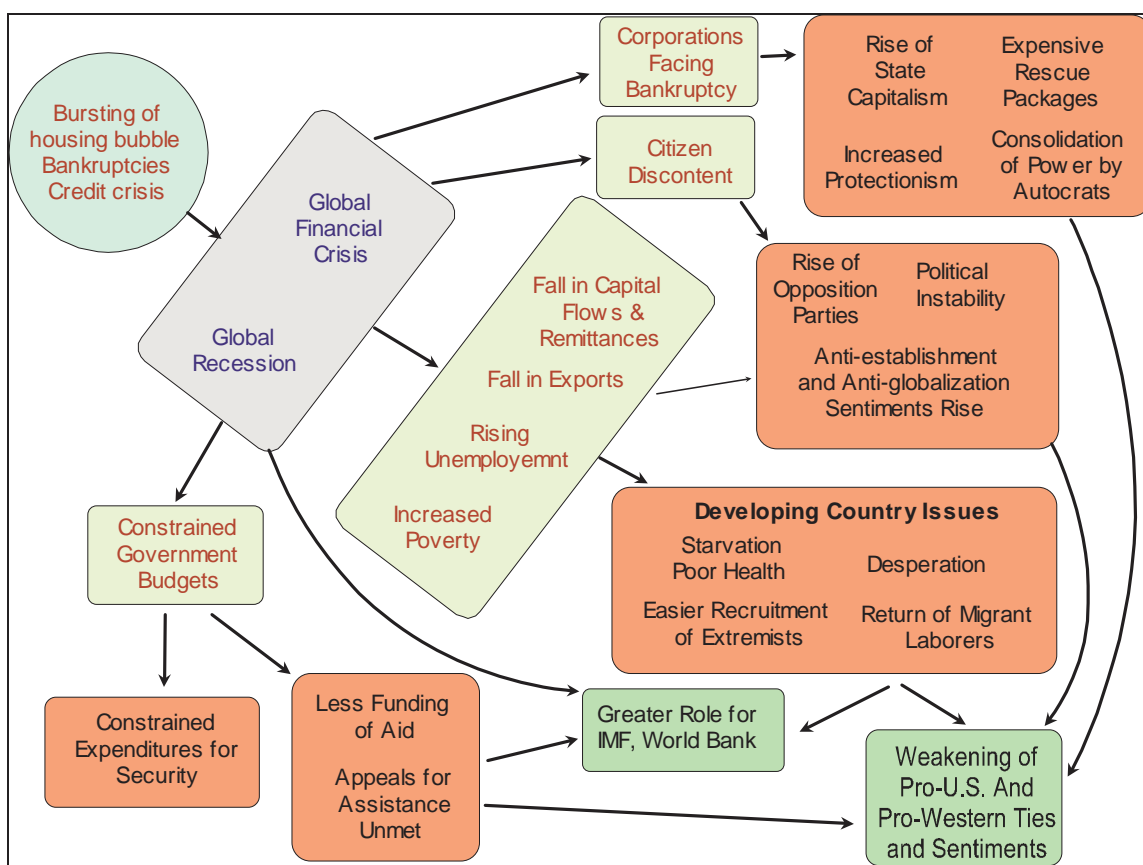 Bursting of
housing bubble
Bankruptcies
Credit crisis
Global
Financial
Crisis
Global
Recession
Corporations
Facing
Bankruptcy
Citizen
Discontent
Rise of
State
Capitalism
Expensive
Rescue
Packages
Increased
Protectionism
Consolidation
of Power by
Autocrats
Fall in Capital
Flows &
Remittances
Fall in Exports
Rising
Unemployemnt
Increased
Poverty
Rise of
Opposition
Parties
Political
Instability
Anti-establishment
and Anti-globalization
Sentiments Rise
Developing Country Issues
Starvation
Poor Health
Desperation
Easier Recruitment
of Extremists
Return of Migrant
Laborers
Constrained
Government
Budgets
Constrained
Expenditures for
Security
Less Funding
of Aid
Appeals for
Assistance
Unmet
Greater Role for
IMF, World Bank
Weakening of
Pro-U.S. And
Pro-Western Ties
and Sentiments